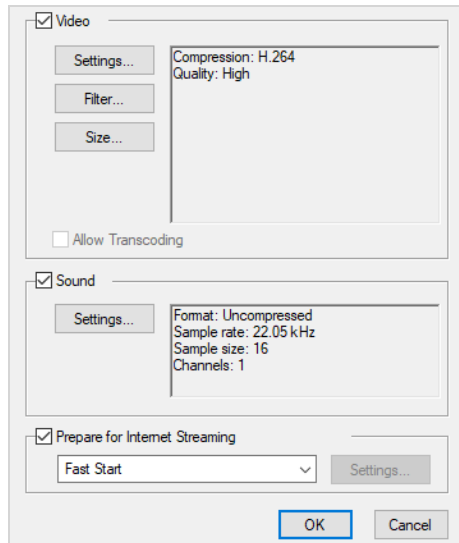 Video
Settings...
Compression: H.264
Quality: High
Filter...
Size...
Allow Transcoding
Sound
Settings...
Format: Uncompressed
Sample rate: 22.05 kHz
Sample size: 16
Channels: 1
Prepare for Internet Streaming
Fast Start
Settings...
OK
Cancel